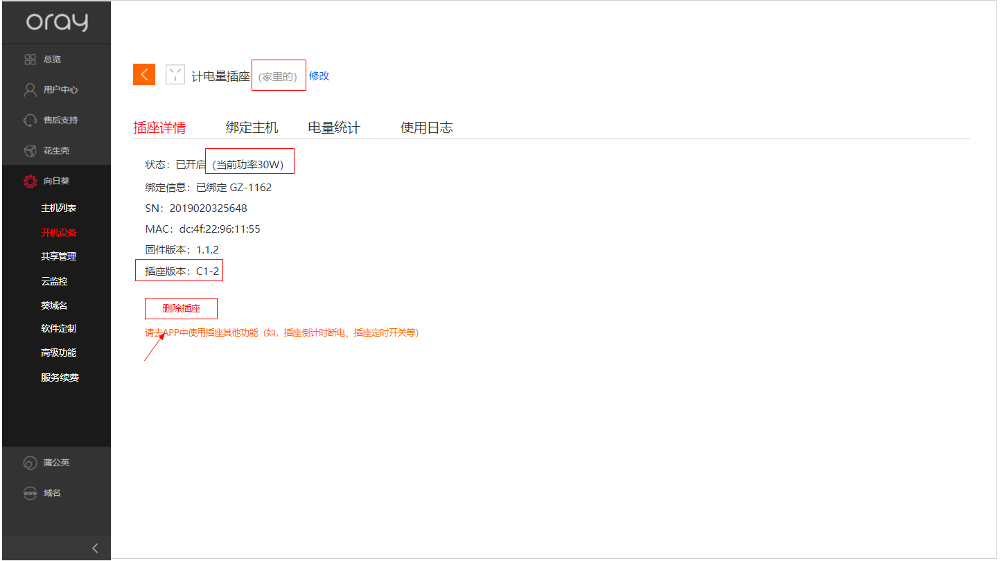 oray
总览
用户中心
售后支持
花生壳
向日葵
主机列表
开机设备
共享管理
云监控
葵域名
软件定制
高级功能
服务续费
蒲公英
www 域名
计电量插座 (家里的) 修改
插座详情 绑定主机 电量统计 使用日志
状态：已开启 (当前功率30W)
绑定信息：已绑定 GZ-1162
SN：2019020325648
MAC：dc:4f:22:96:11:55
固件版本：1.1.2
插座版本：C1-2
删除插座
请去APP中使用插座其他功能（如，插座倒计时断电、插座定时开关等）